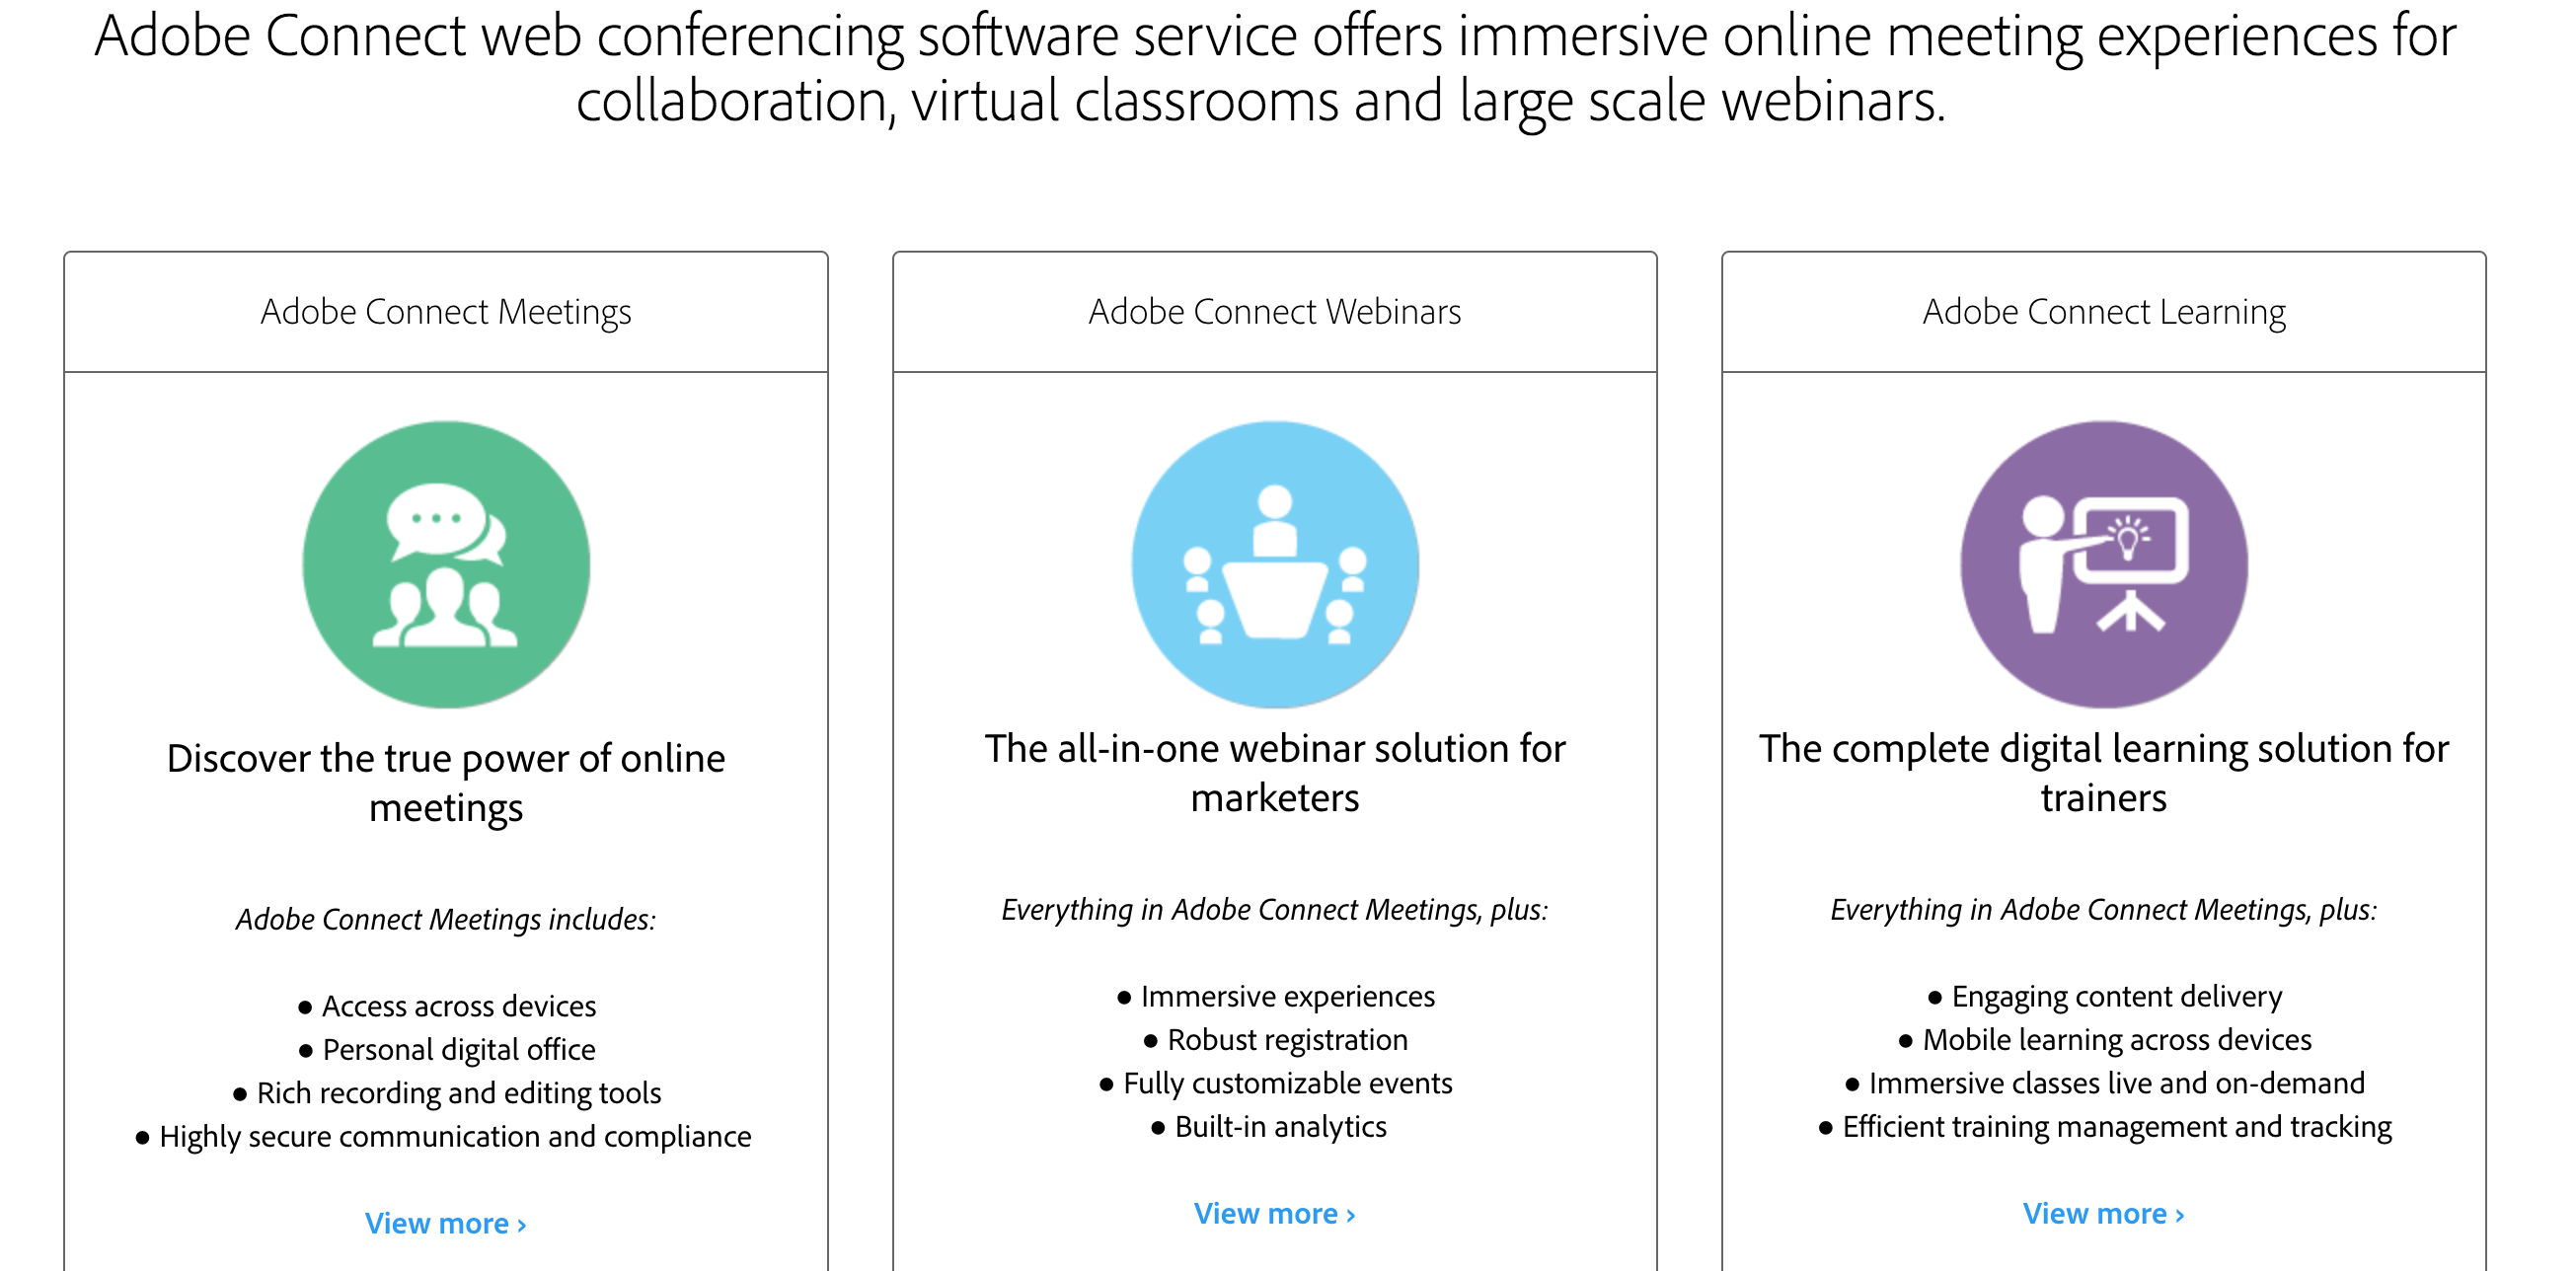 Adobe Connect web conferencing software service offers immersive online meeting experiences for
collaboration, virtual classrooms and large scale webinars.
Adobe Connect Meetings
Discover the true power of online
meetings
Adobe Connect Meetings includes:
● Access across devices
● Personal digital office
● Rich recording and editing tools
● Highly secure communication and compliance
View more ›
Adobe Connect Webinars
The all-in-one webinar solution for
marketers
Everything in Adobe Connect Meetings, plus:
● Immersive experiences
● Robust registration
● Fully customizable events
● Built-in analytics
View more ›
Adobe Connect Learning
The complete digital learning solution for
trainers
Everything in Adobe Connect Meetings, plus:
● Engaging content delivery
● Mobile learning across devices
● Immersive classes live and on-demand
● Efficient training management and tracking
View more ›